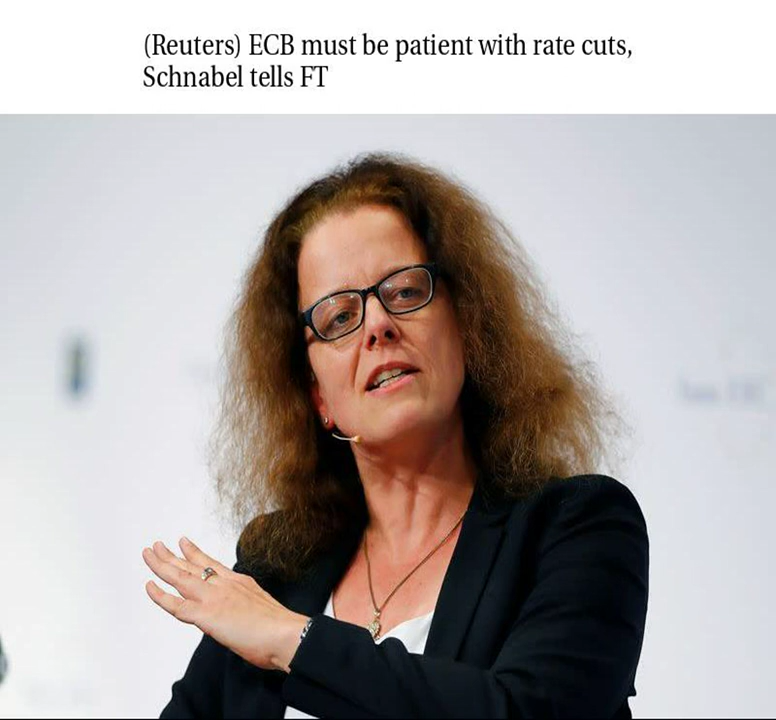 (Reuters) ECB must be patient with rate cuts,
Schnabel tells FT